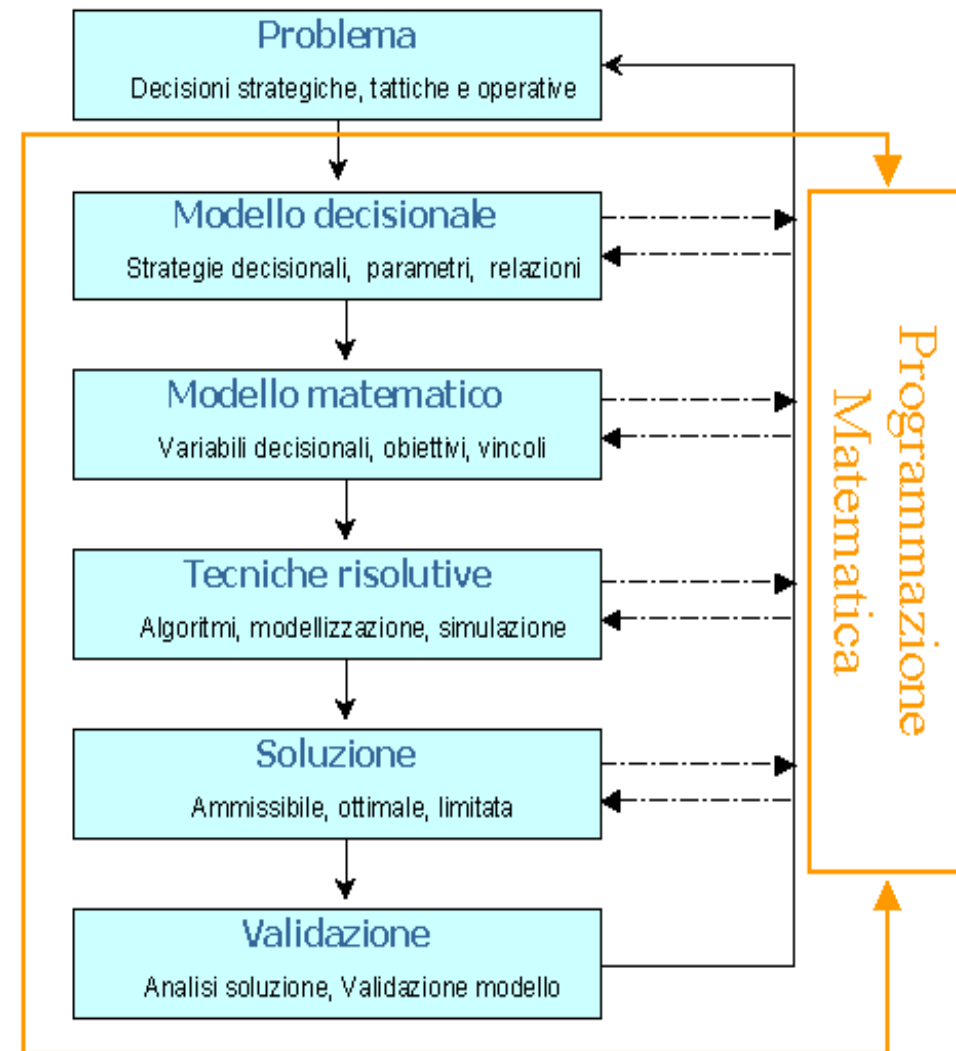 Problema
Decisioni strategiche, tattiche e operative
Modello decisionale
Strategie decisionali, parametri, relazioni
Modello matematico
Variabili decisionali, obiettivi, vincoli
Tecniche risolutive
Algoritmi, modellizzazione, simulazione
Soluzione
Ammissibile, ottimale, limitata
Validazione
Analisi soluzione, Validazione modello
Programmazione
Matematica